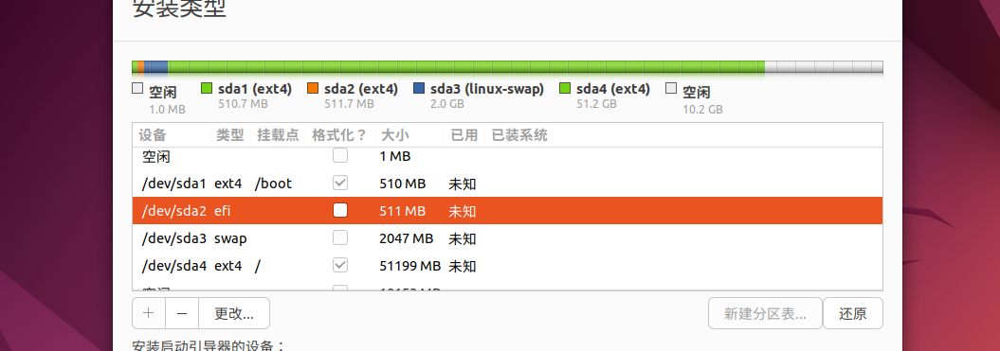 安装类型
空闲 sda1 (ext4) sda2 (ext4) sda3 (linux-swap) sda4 (ext4) 空闲
1.0 MB 510.7 MB 511.7 MB 2.0 GB 51.2 GB 10.2 GB
设备 类型 挂载点 格式化？ 大小 已用 已装系统
空闲 1 MB
/dev/sda1 ext4 /boot 510 MB 未知
/dev/sda2 efi 511 MB 未知
/dev/sda3 swap 2047 MB 未知
/dev/sda4 ext4 / 51199 MB 未知
+ − 更改... 新建分区表... 还原
安装启动引导器的设备：